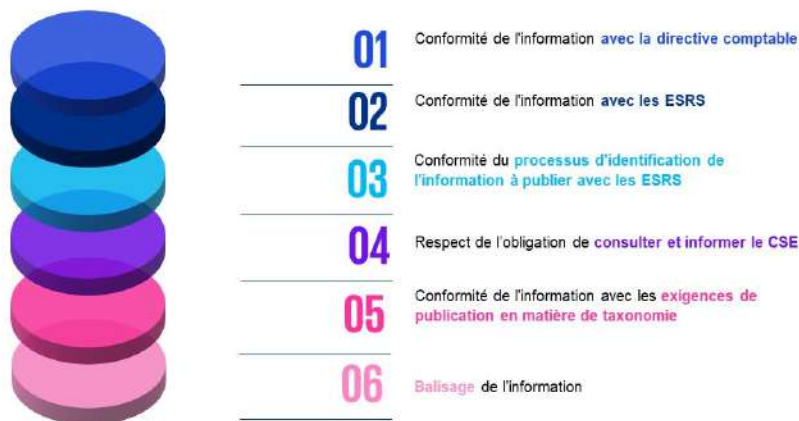 01
Conformité de l'information avec la directive comptable
02
Conformité de l'information avec les ESRS
03
Conformité du processus d'identification de
l'information à publier avec les ESRS
04
Respect de l'obligation de consulter et informer le CSE
05
Conformité de l'information avec les exigences de
publication en matière de taxonomie
06
Balisage de l'information